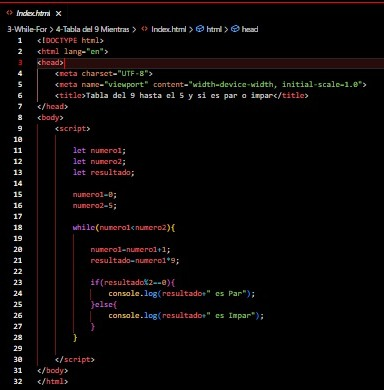 Index.html
3-While-For > 4-Tabla del 9 Mientras > Index.html > html > head
1 <!DOCTYPE html>
2 <html lang="en">
3 <head>
4 <meta charset="UTF-8">
5 <meta name="viewport" content="width=device-width, initial-scale=1.0">
6 <title>Tabla del 9 hasta el 5 y si es par o impar</title>
7 </head>
8 <body>
9 <script>
10
11 let numero1;
12 let numero2;
13 let resultado;
14
15 numero1=0;
16 numero2=5;
17
18 while(numero1<numero2){
19
20 numero1=numero1+1;
21 resultado=numero1*9;
22
23 if(resultado%2==0){
24 console.log(resultado+" es Par");
25 }else{
26 console.log(resultado+" es Impar");
27 }
28 }
29
30 </script>
31 </body>
32 </html>